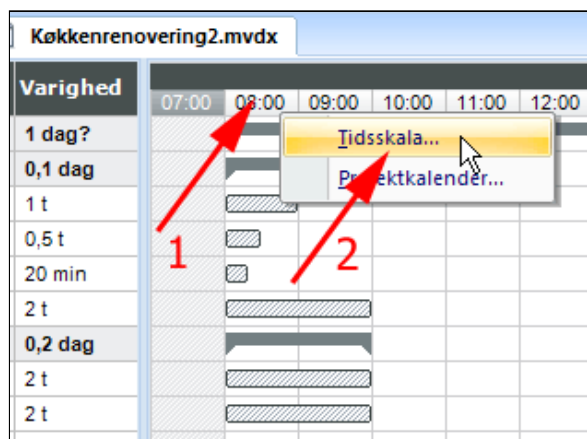 Køkkenrenovering2.mvdx
Varighed
07:00 08:00 09:00 10:00 11:00 12:00
1 dag?
Tidsskala...
0,1 dag
Projektkalender...
1 t
0,5 t
1 2
20 min
2 t
0,2 dag
2 t
2 t